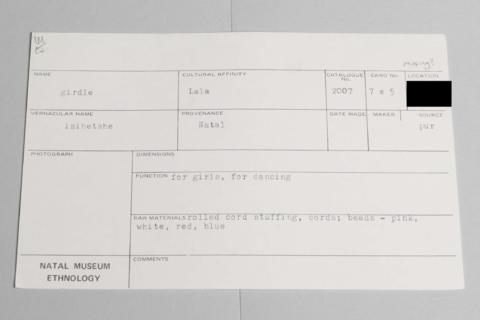 missing?
NAME
girdle
CULTURAL AFFINITY
Lala
CATALOGUE No.
2007
CARD No.
7 s 5
LOCATION
VERNACULAR NAME
isihetshe
PROVENANCE
Natal
DATE MADE
MAKER
SOURCE
pur
PHOTOGRAPH
DIMENSIONS
FUNCTION for girls, for dancing
RAW MATERIALS rolled cord stuffing, cords; beads - pink,
white, red, blue
COMMENTS
NATAL MUSEUM
ETHNOLOGY